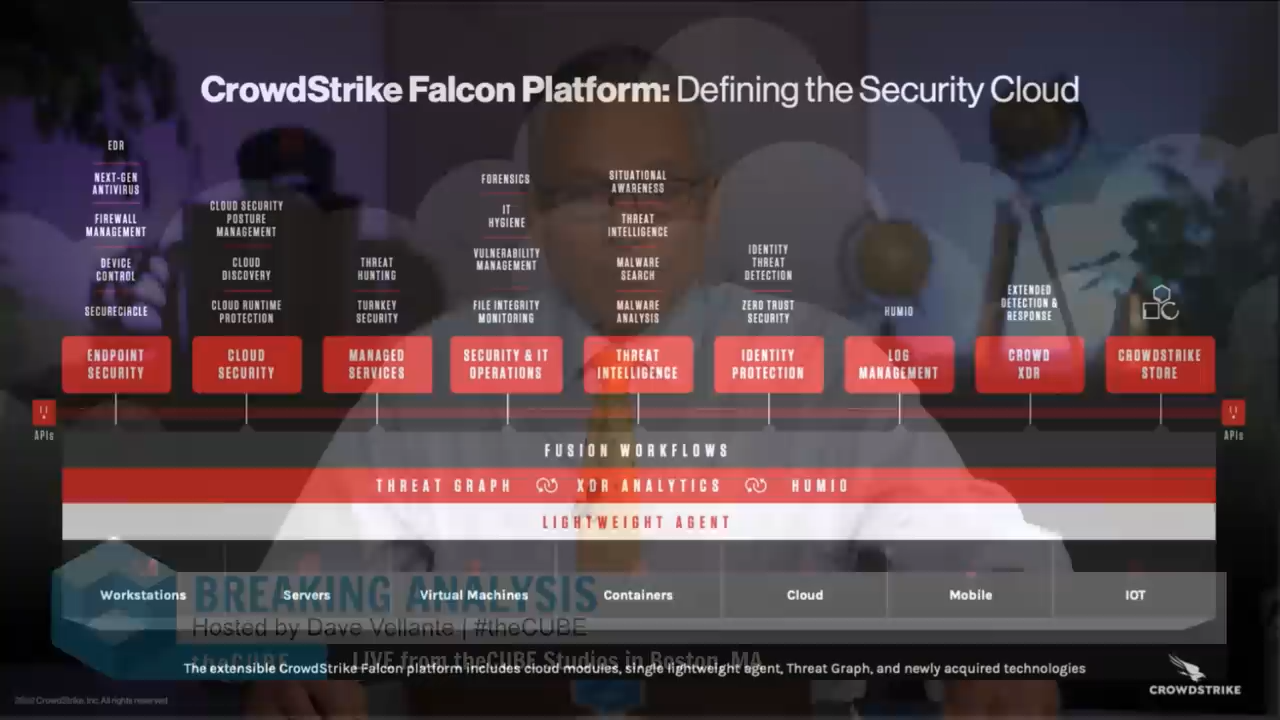 CrowdStrike Falcon Platform: Defining the Security Cloud
EDR
NEXT-GEN
ANTIVIRUS
FIREWALL
MANAGEMENT
DEVICE
CONTROL
SECURECIRCLE
CLOUD SECURITY
POSTURE
MANAGEMENT
CLOUD
DISCOVERY
CLOUD RUNTIME
PROTECTION
THREAT
HUNTING
TURNKEY
SECURITY
FORENSICS
IT
HYGIENE
VULNERABILITY
MANAGEMENT
FILE INTEGRITY
MONITORING
SITUATIONAL
AWARENESS
THREAT
INTELLIGENCE
MALWARE
SEARCH
MALWARE
ANALYSIS
IDENTITY
THREAT
DETECTION
ZERO TRUST
SECURITY
HUMIO
EXTENDED
DETECTION &
RESPONSE
ENDPOINT
SECURITY
CLOUD
SECURITY
MANAGED
SERVICES
SECURITY & IT
OPERATIONS
THREAT
INTELLIGENCE
IDENTITY
PROTECTION
LOG
MANAGEMENT
CROWD
XDR
CROWDSTRIKE
STORE
APIs
APIs
FUSION WORKFLOWS
THREAT GRAPH XDR ANALYTICS HUMIO
LIGHTWEIGHT AGENT
Workstations Servers Virtual Machines Containers Cloud Mobile IOT
BREAKING ANALYSIS
Hosted by Dave Vellante | #theCUBE
theCUBE LIVE from theCUBE Studios in Boston, MA
The extensible CrowdStrike Falcon platform includes cloud modules, single lightweight agent, Threat Graph, and newly acquired technologies
CrowdStrike, Inc. All rights reserved
CROWDSTRIKE